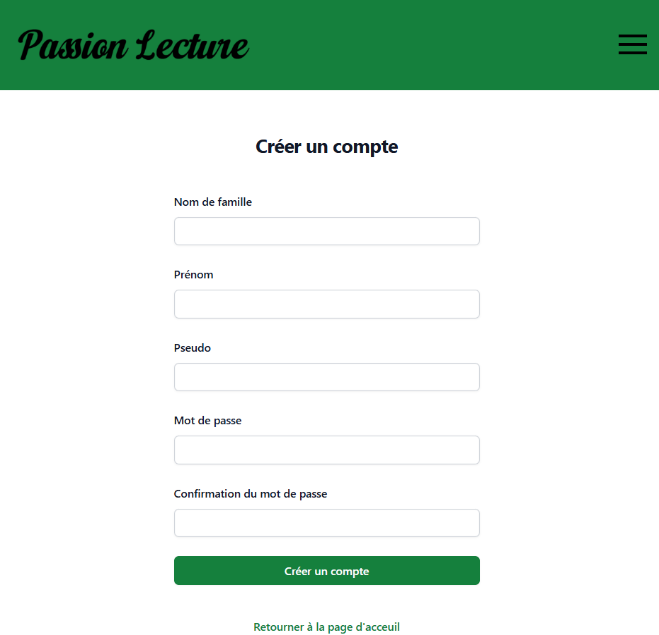 Passion Lecture
Créer un compte
Nom de famille
Prénom
Pseudo
Mot de passe
Confirmation du mot de passe
Créer un compte
Retourner à la page d'acceuil